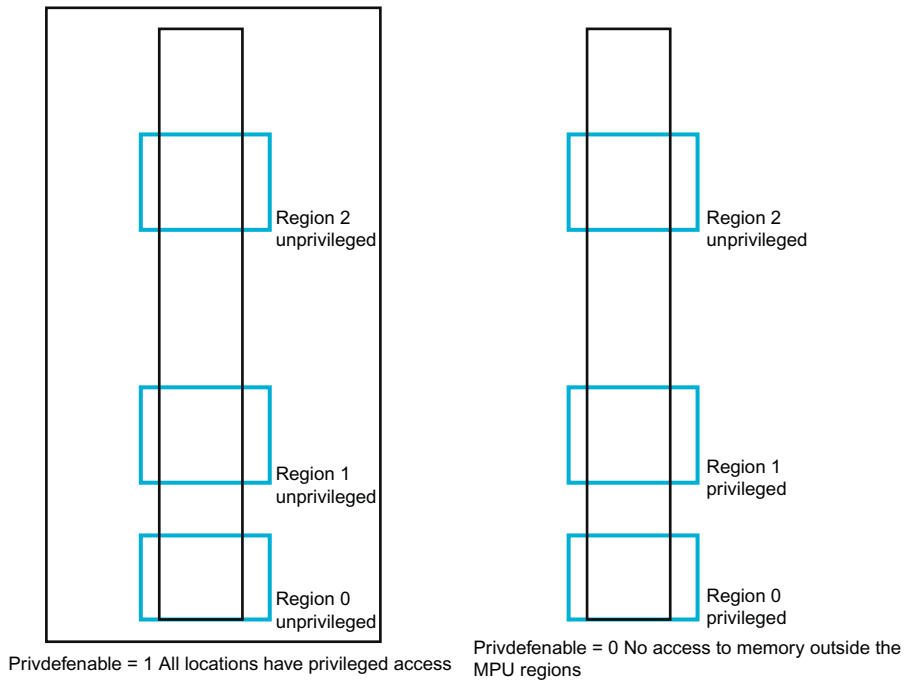 Region 2
unprivileged
Region 1
unprivileged
Region 0
unprivileged
Privdefenable = 1 All locations have privileged access
Region 2
unprivileged
Region 1
privileged
Region 0
privileged
Privdefenable = 0 No access to memory outside the
MPU regions